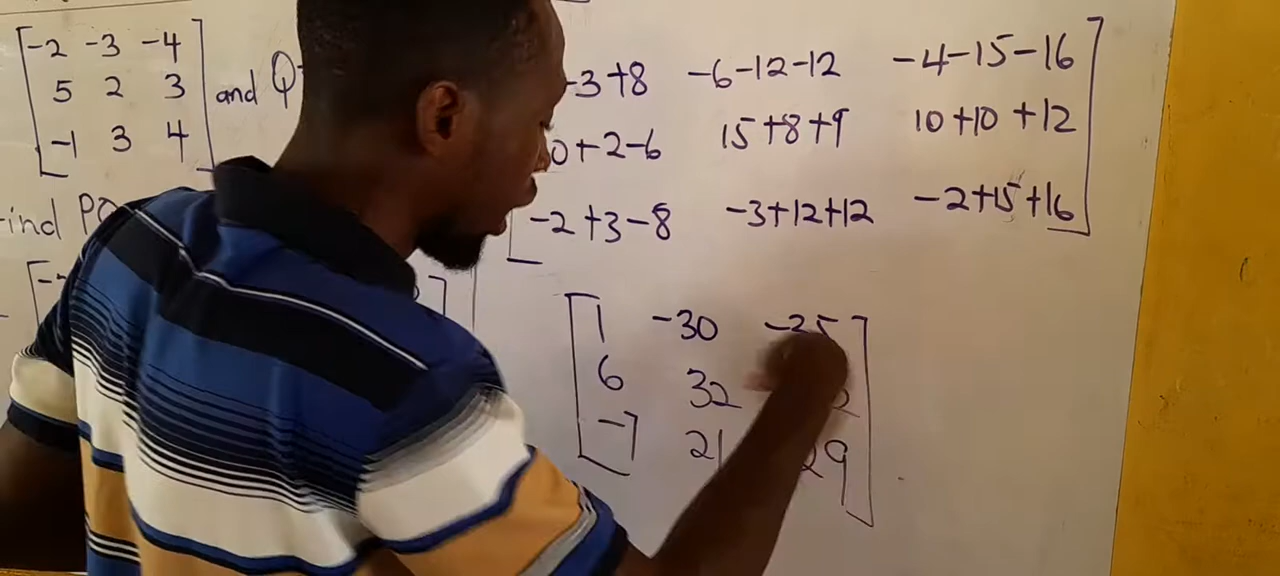 -2 -3 -4
5 2 3
-1 3 4
and Q
-3+8 -6-12-12 -4-15-16
0+2-6 15+8+9 10+10+12
-2+3-8 -3+12+12 -2+15+16
ind PQ
1 -30 -35
6 32
-7 21 29